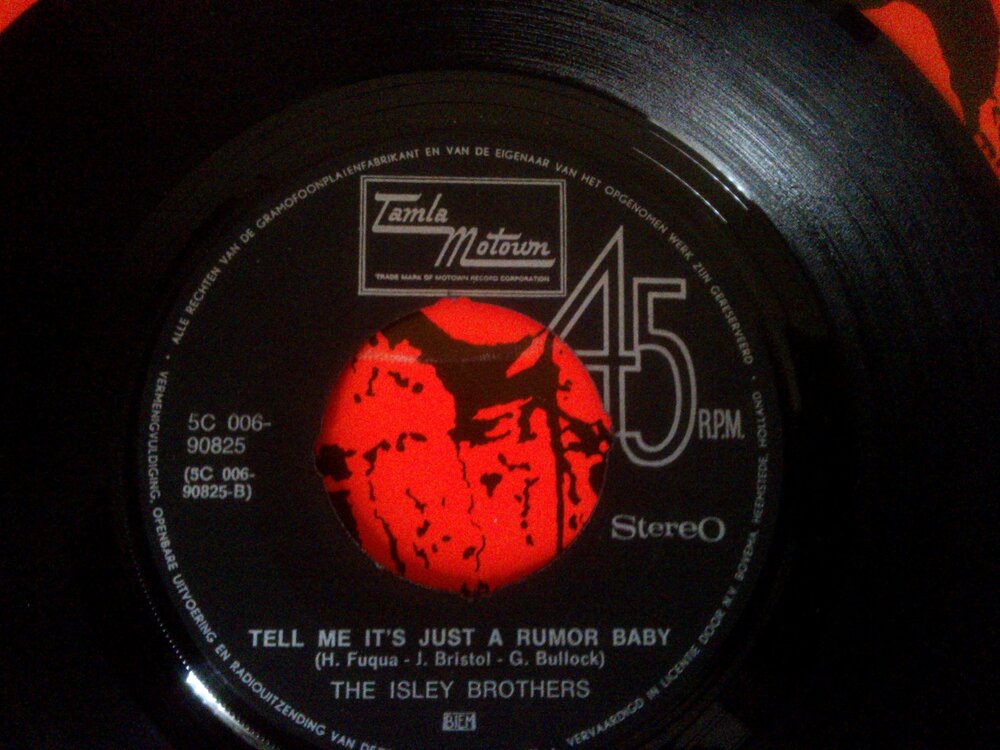 ALLE RECHTEN VAN DE GRAMOFOONPLATENFABRIKANT EN VAN DE EIGENAAR VAN HET OPGENOMEN WERK ZIJN GERESERVEERD •
Tamla
Motown
TRADE MARK OF MOTOWN RECORD CORPORATION
45
R.P.M.
5C 006-
90825
(5C 006-
90825-B)
StereO
TELL ME IT'S JUST A RUMOR BABY
(H. Fuqua - J. Bristol - G. Bullock)
THE ISLEY BROTHERS
BIEM
• VERMENIGVULDIGING, OPENBARE UITVOERING EN RADIOUITZENDING VAN
VERVAARDIGD IN LICENTIE DOOR N.V. BOVEMA, HEEMSTEDE, HOLLAND